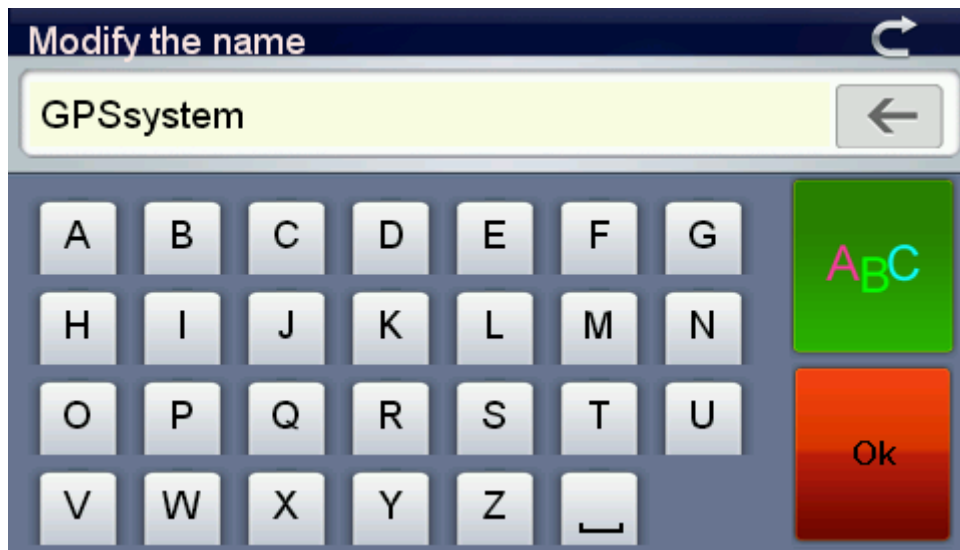 Modify the name
GPSsystem
A B C D E F G
ABC
H I J K L M N
O P Q R S T U
Ok
V W X Y Z